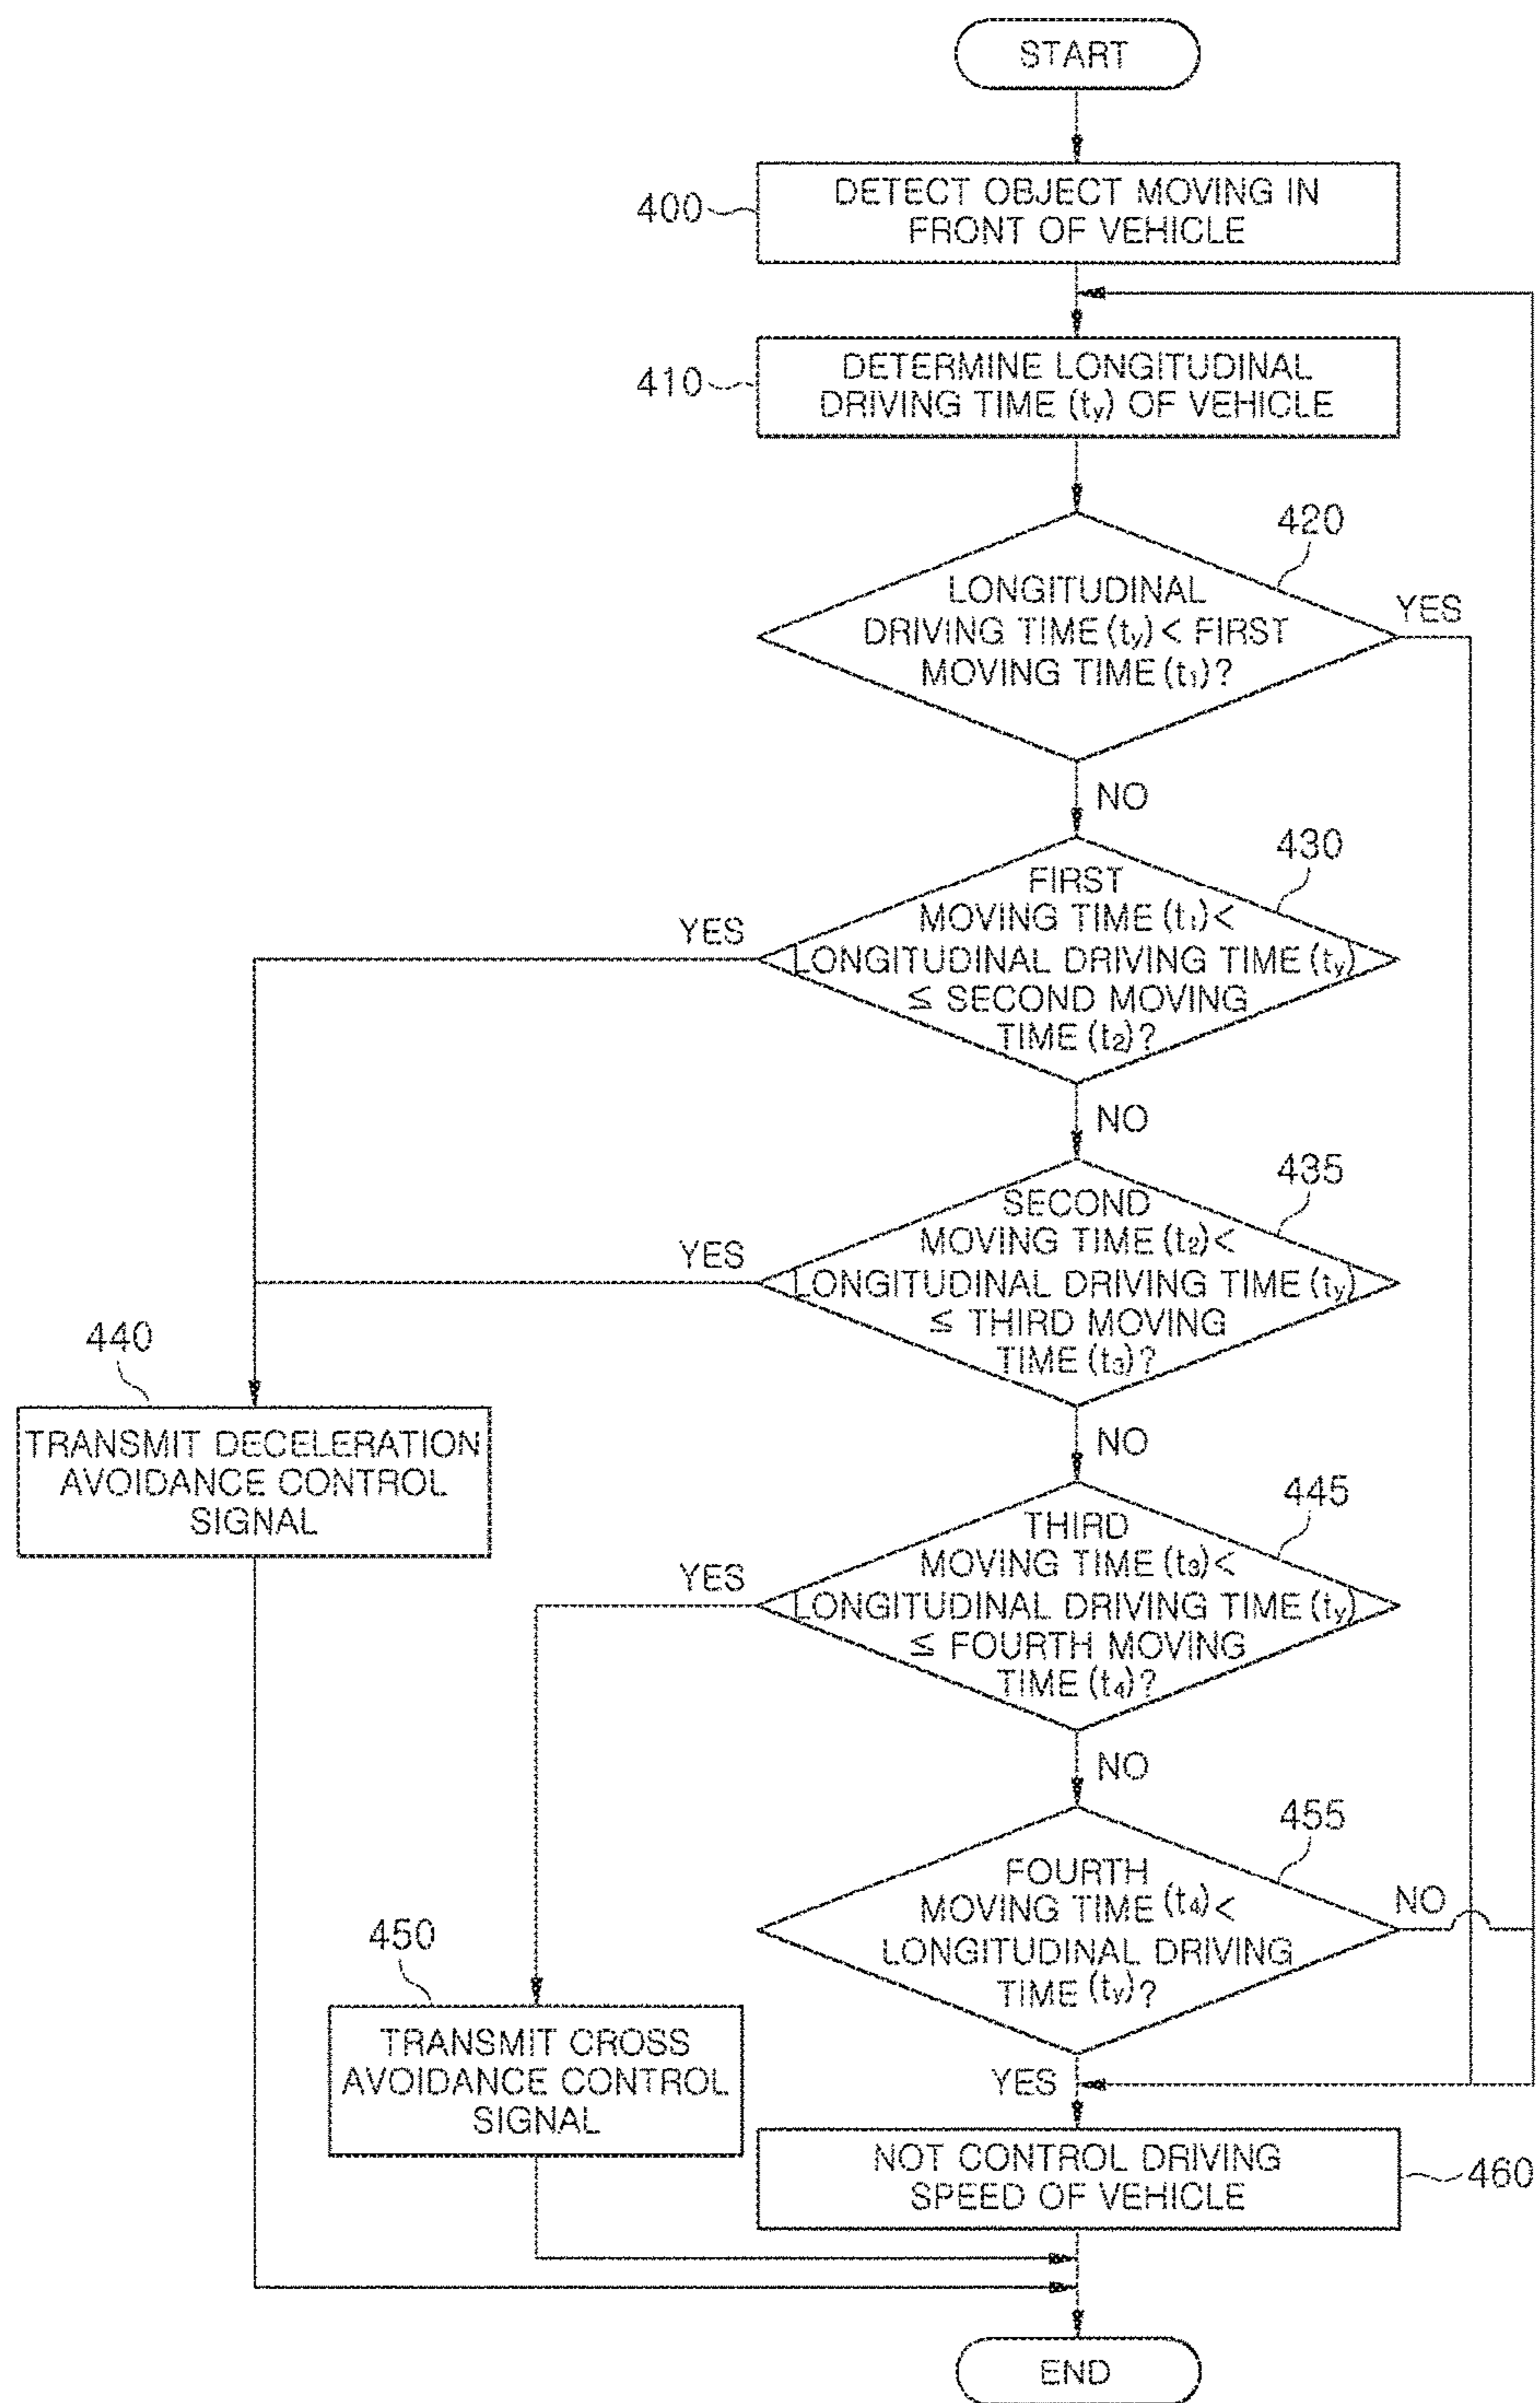 START
400
DETECT OBJECT MOVING IN
FRONT OF VEHICLE
410
DETERMINE LONGITUDINAL
DRIVING TIME (ty) OF VEHICLE
420
LONGITUDINAL
DRIVING TIME (ty) < FIRST
MOVING TIME (t1)?
YES
NO
430
FIRST
MOVING TIME (t1) <
LONGITUDINAL DRIVING TIME (ty)
≤ SECOND MOVING
TIME (t2)?
YES
NO
435
SECOND
MOVING TIME (t2) <
LONGITUDINAL DRIVING TIME (ty)
≤ THIRD MOVING
TIME (t3)?
YES
NO
440
TRANSMIT DECELERATION
AVOIDANCE CONTROL
SIGNAL
445
THIRD
MOVING TIME (t3) <
LONGITUDINAL DRIVING TIME (ty)
≤ FOURTH MOVING
TIME (t4)?
YES
NO
455
FOURTH
MOVING TIME (t4) <
LONGITUDINAL DRIVING
TIME (ty)?
NO
YES
450
TRANSMIT CROSS
AVOIDANCE CONTROL
SIGNAL
NOT CONTROL DRIVING
SPEED OF VEHICLE
460
END